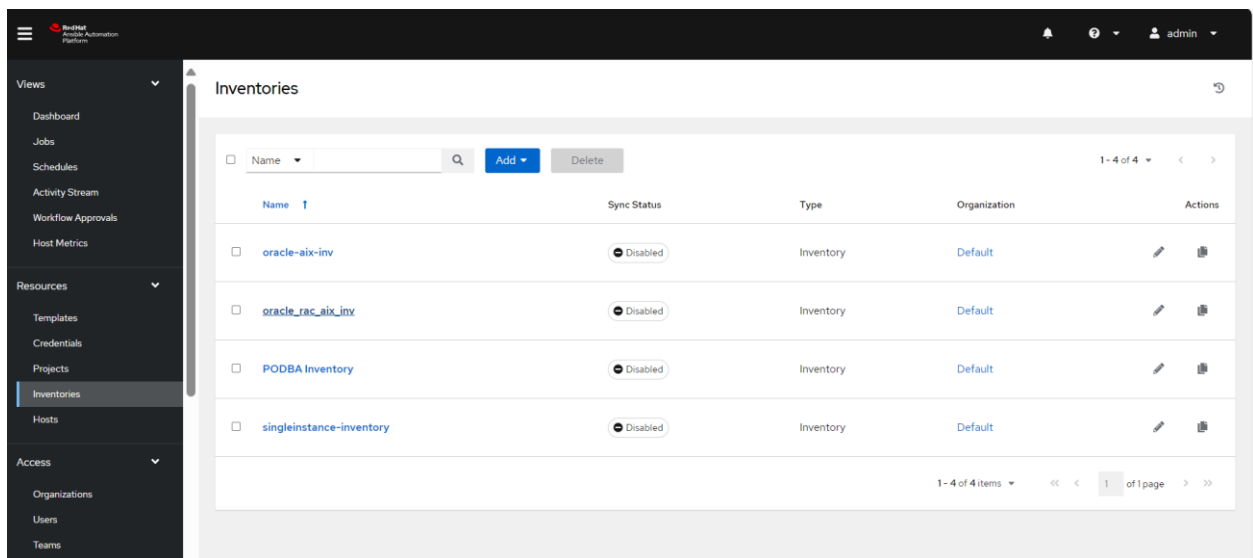 RedHat
Ansible Automation
Platform
admin
Views
Dashboard
Jobs
Schedules
Activity Stream
Workflow Approvals
Host Metrics
Resources
Templates
Credentials
Projects
Inventories
Hosts
Access
Organizations
Users
Teams
Inventories
Name Add Delete 1 - 4 of 4
Name Sync Status Type Organization Actions
oracle-aix-inv Disabled Inventory Default
oracle_rac_aix_inv Disabled Inventory Default
PODBA Inventory Disabled Inventory Default
singleinstance-inventory Disabled Inventory Default
1 - 4 of 4 items 1 of 1 page